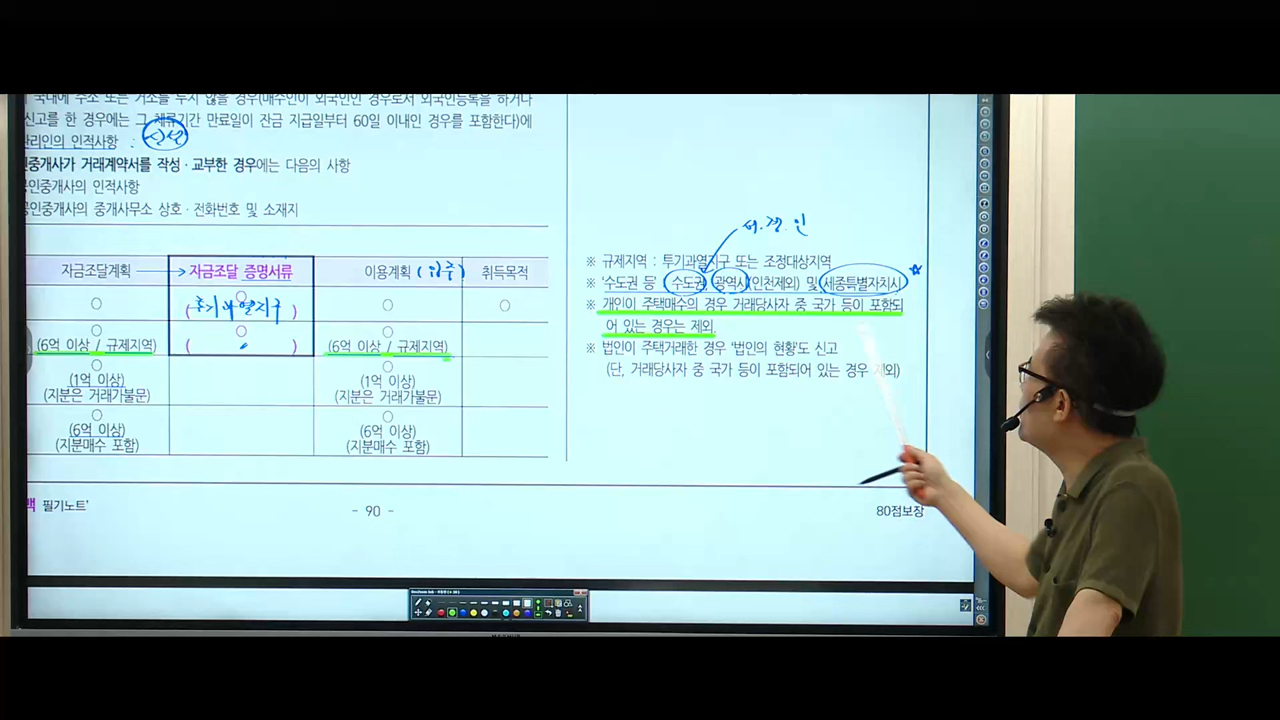 국내에 주소 또는 거소를 두지 않을 경우(매수인이 외국인인 경우로서 외국인등록을 하거나
신고를 한 경우에는 그 체류기간 만료일이 잔금 지급일부터 60일 이내인 경우를 포함한다)에
관리인의 인적사항 : 신설
인중개사가 거래계약서를 작성·교부한 경우에는 다음의 사항
공인중개사의 인적사항
공인중개사의 중개사무소 상호·전화번호 및 소재지
자금조달계획 → 자금조달 증명서류 이용계획 (입주) 취득목적
○ ○ ○ ○
(투기과열지구)
○ ○ ○
(6억 이상 / 규제지역) ( 〃 ) (6억 이상 / 규제지역)
○ ○
(1억 이상) (1억 이상)
(지분은 거래가불문) (지분은 거래가불문)
○ ○
(6억 이상) (6억 이상)
(지분매수 포함) (지분매수 포함)
서.경.인
※ 규제지역 : 투기과열지구 또는 조정대상지역
※ '수도권 등' : 수도권, 광역시(인천제외) 및 세종특별자치시
※ 개인이 주택매수의 경우 거래당사자 중 국가 등이 포함되
어 있는 경우는 제외.
※ 법인이 주택거래한 경우 '법인의 현황'도 신고
(단, 거래당사자 중 국가 등이 포함되어 있는 경우 제외)
백 필기노트'
- 90 -
80점보장